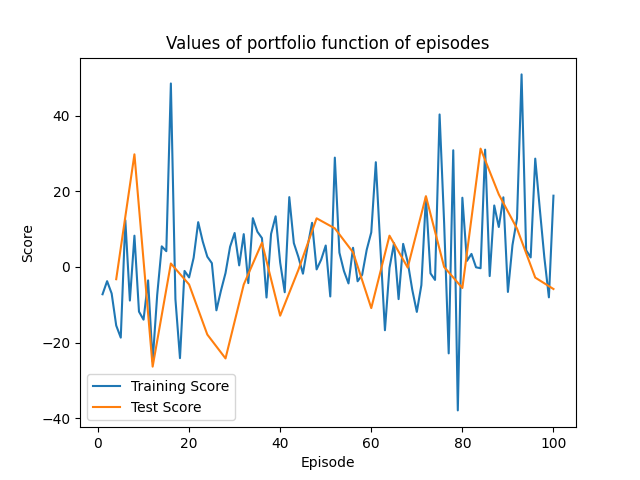 Values of portfolio function of episodes
Score
40
20
0
−20
−40
Training Score
Test Score
0 20 40 60 80 100
Episode